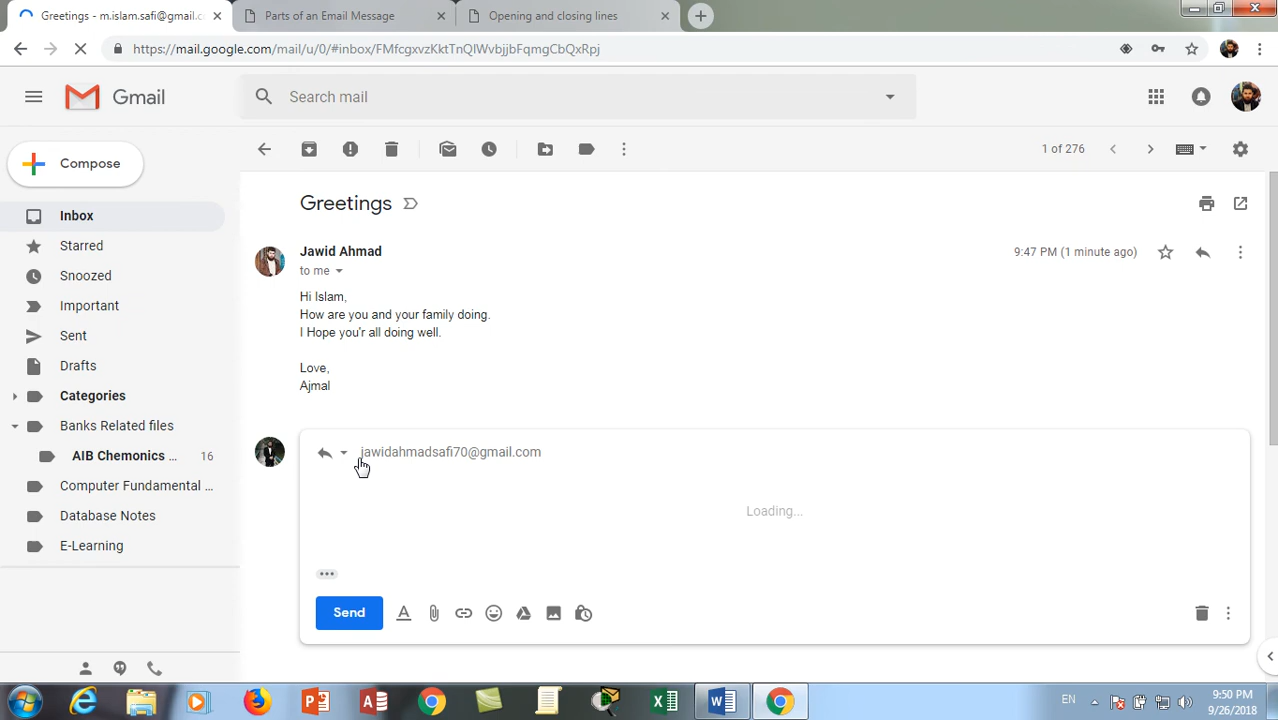 Greetings - m.islam.safi@gmail.c
Parts of an Email Message
Opening and closing lines
https://mail.google.com/mail/u/0/#inbox/FMfcgxvzKktTnQlWvbjjbFqmgCbQxRpj
Gmail
Search mail
Compose
1 of 276
Inbox
Starred
Snoozed
Important
Sent
Drafts
Categories
Banks Related files
AIB Chemonics ... 16
Computer Fundamental ...
Database Notes
E-Learning
Greetings
Jawid Ahmad
9:47 PM (1 minute ago)
to me
Hi Islam,
How are you and your family doing.
I Hope you'r all doing well.
Love,
Ajmal
jawidahmadsafi70@gmail.com
Loading...
Send
EN
9:50 PM
9/26/2018